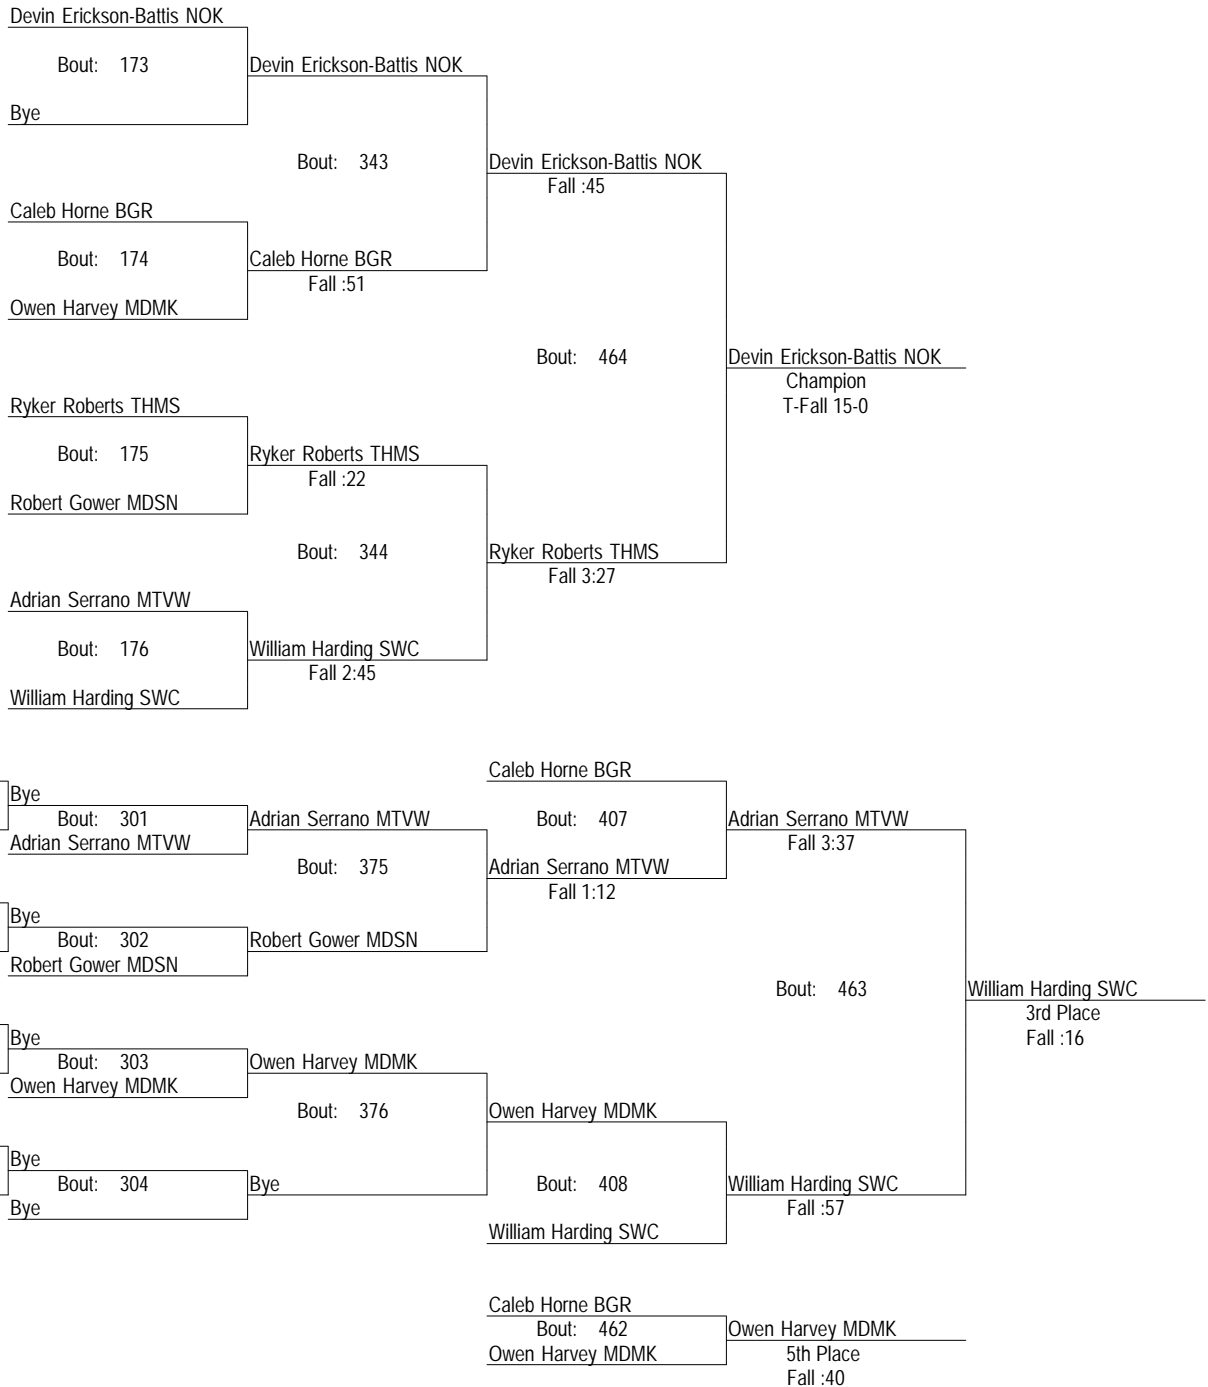 Devin Erickson-Battis NOK
Bout: 173
Devin Erickson-Battis NOK
Bye
Bout: 343
Devin Erickson-Battis NOK
Fall :45
Caleb Horne BGR
Bout: 174
Caleb Horne BGR
Fall :51
Owen Harvey MDMK
Bout: 464
Devin Erickson-Battis NOK
Champion
T-Fall 15-0
Ryker Roberts THMS
Bout: 175
Ryker Roberts THMS
Fall :22
Robert Gower MDSN
Bout: 344
Ryker Roberts THMS
Fall 3:27
Adrian Serrano MTVW
Bout: 176
William Harding SWC
Fall 2:45
William Harding SWC
Caleb Horne BGR
Bye
Bout: 301
Adrian Serrano MTVW
Bout: 407
Adrian Serrano MTVW
Fall 3:37
Adrian Serrano MTVW
Bout: 375
Adrian Serrano MTVW
Fall 1:12
Bye
Bout: 302
Robert Gower MDSN
Robert Gower MDSN
Bout: 463
William Harding SWC
3rd Place
Fall :16
Bye
Bout: 303
Owen Harvey MDMK
Owen Harvey MDMK
Bout: 376
Owen Harvey MDMK
Bye
Bout: 304
Bye
Bout: 408
William Harding SWC
Fall :57
Bye
William Harding SWC
Caleb Horne BGR
Bout: 462
Owen Harvey MDMK
Owen Harvey MDMK
5th Place
Fall :40